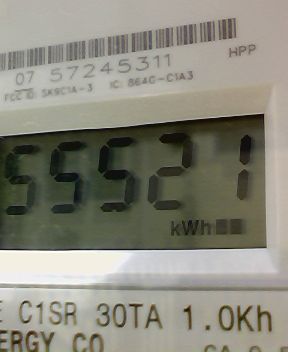 07 57245311
HPP
FCC ID: SK9C1A-3 IC: 864G-C1A3
55521
kWh
C1SR 30TA 1.0Kh
ERGY CO